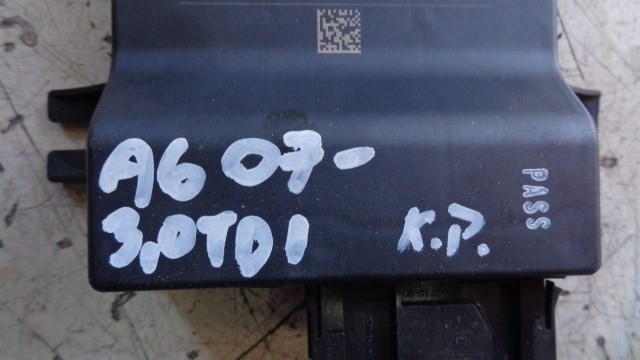 A6 07-
3,0TDI K.P.
PASS